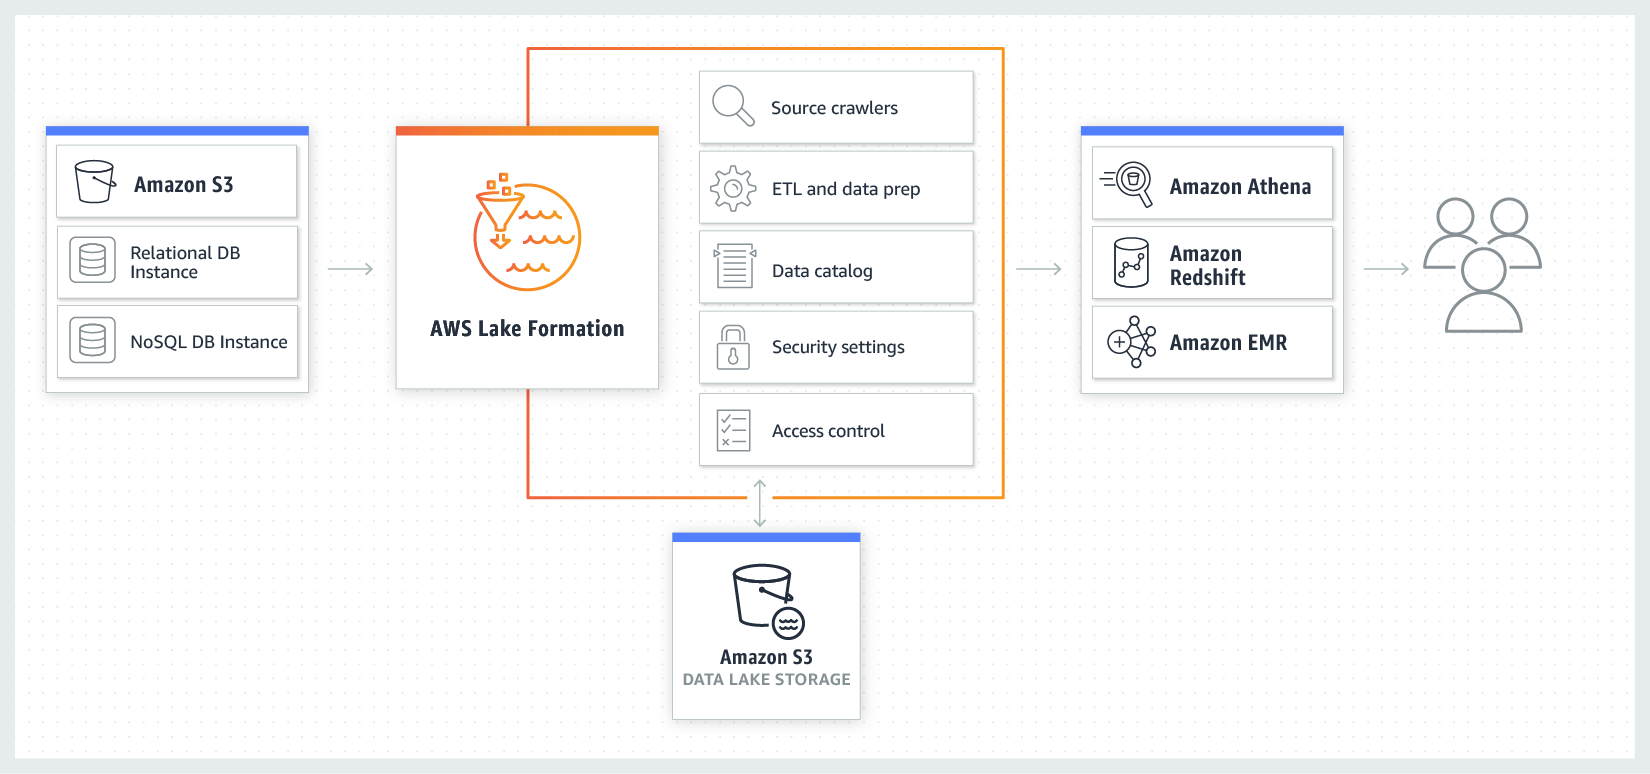 Amazon S3
Relational DB
Instance
NoSQL DB Instance
AWS Lake Formation
Source crawlers
ETL and data prep
Data catalog
Security settings
Access control
Amazon S3
DATA LAKE STORAGE
Amazon Athena
Amazon
Redshift
Amazon EMR